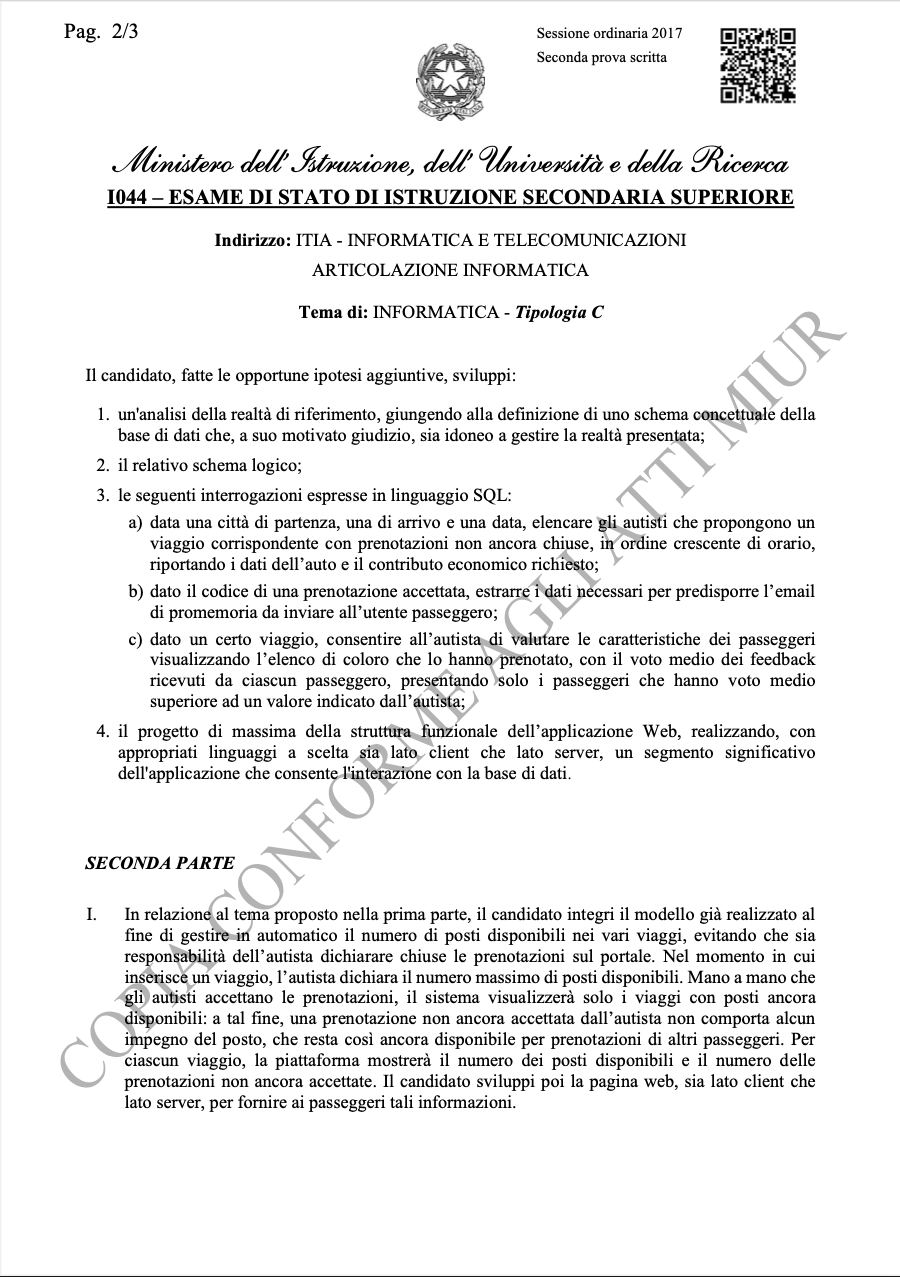 Pag. 2/3
Sessione ordinaria 2017
Seconda prova scritta
Ministero dell'Istruzione, dell'Università e della Ricerca
I044 – ESAME DI STATO DI ISTRUZIONE SECONDARIA SUPERIORE
Indirizzo: ITIA - INFORMATICA E TELECOMUNICAZIONI
ARTICOLAZIONE INFORMATICA
Tema di: INFORMATICA - Tipologia C
Il candidato, fatte le opportune ipotesi aggiuntive, sviluppi:
1. un'analisi della realtà di riferimento, giungendo alla definizione di uno schema concettuale della
base di dati che, a suo motivato giudizio, sia idoneo a gestire la realtà presentata;
2. il relativo schema logico;
3. le seguenti interrogazioni espresse in linguaggio SQL:
a) data una città di partenza, una di arrivo e una data, elencare gli autisti che propongono un
viaggio corrispondente con prenotazioni non ancora chiuse, in ordine crescente di orario,
riportando i dati dell’auto e il contributo economico richiesto;
b) dato il codice di una prenotazione accettata, estrarre i dati necessari per predisporre l’email
di promemoria da inviare all’utente passeggero;
c) dato un certo viaggio, consentire all’autista di valutare le caratteristiche dei passeggeri
visualizzando l’elenco di coloro che lo hanno prenotato, con il voto medio dei feedback
ricevuti da ciascun passeggero, presentando solo i passeggeri che hanno voto medio
superiore ad un valore indicato dall’autista;
4. il progetto di massima della struttura funzionale dell’applicazione Web, realizzando, con
appropriati linguaggi a scelta sia lato client che lato server, un segmento significativo
dell'applicazione che consente l'interazione con la base di dati.
SECONDA PARTE
I. In relazione al tema proposto nella prima parte, il candidato integri il modello già realizzato al
fine di gestire in automatico il numero di posti disponibili nei vari viaggi, evitando che sia
responsabilità dell’autista dichiarare chiuse le prenotazioni sul portale. Nel momento in cui
inserisce un viaggio, l’autista dichiara il numero massimo di posti disponibili. Mano a mano che
gli autisti accettano le prenotazioni, il sistema visualizzerà solo i viaggi con posti ancora
disponibili: a tal fine, una prenotazione non ancora accettata dall’autista non comporta alcun
impegno del posto, che resta così ancora disponibile per prenotazioni di altri passeggeri. Per
ciascun viaggio, la piattaforma mostrerà il numero dei posti disponibili e il numero delle
prenotazioni non ancora accettate. Il candidato sviluppi poi la pagina web, sia lato client che
lato server, per fornire ai passeggeri tali informazioni.
COPIA CONFORME AGLI ATTI MIUR